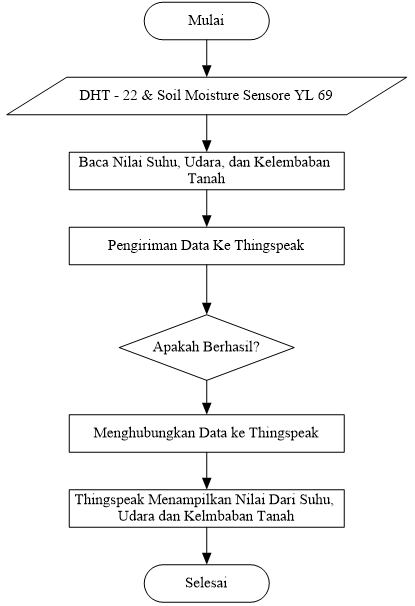 Mulai
DHT - 22 & Soil Moisture Sensore YL 69
Baca Nilai Suhu, Udara, dan Kelembaban
Tanah
Pengiriman Data Ke Thingspeak
Apakah Berhasil?
Menghubungkan Data ke Thingspeak
Thingspeak Menampilkan Nilai Dari Suhu,
Udara dan Kelmbaban Tanah
Selesai